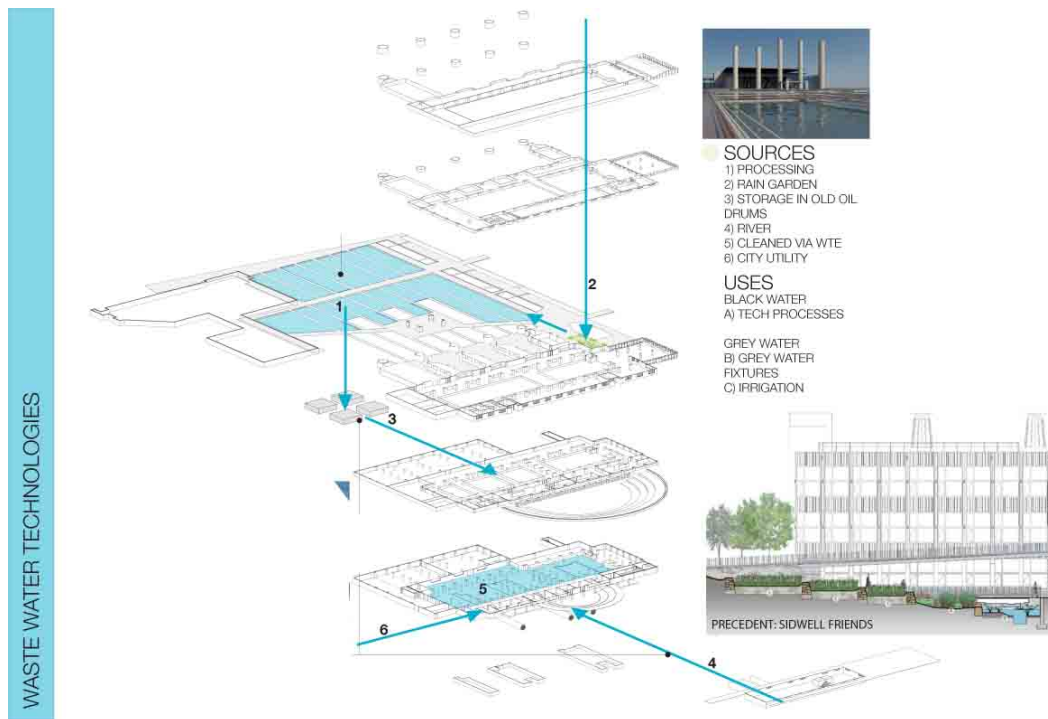 WASTE WATER TECHNOLOGIES
SOURCES
1) PROCESSING
2) RAIN GARDEN
3) STORAGE IN OLD OIL
DRUMS
4) RIVER
5) CLEANED VIA WTE
6) CITY UTILITY
USES
BLACK WATER
A) TECH PROCESSES
GREY WATER
B) GREY WATER
FIXTURES
C) IRRIGATION
1
2
3
5
6
4
PRECEDENT: SIDWELL FRIENDS